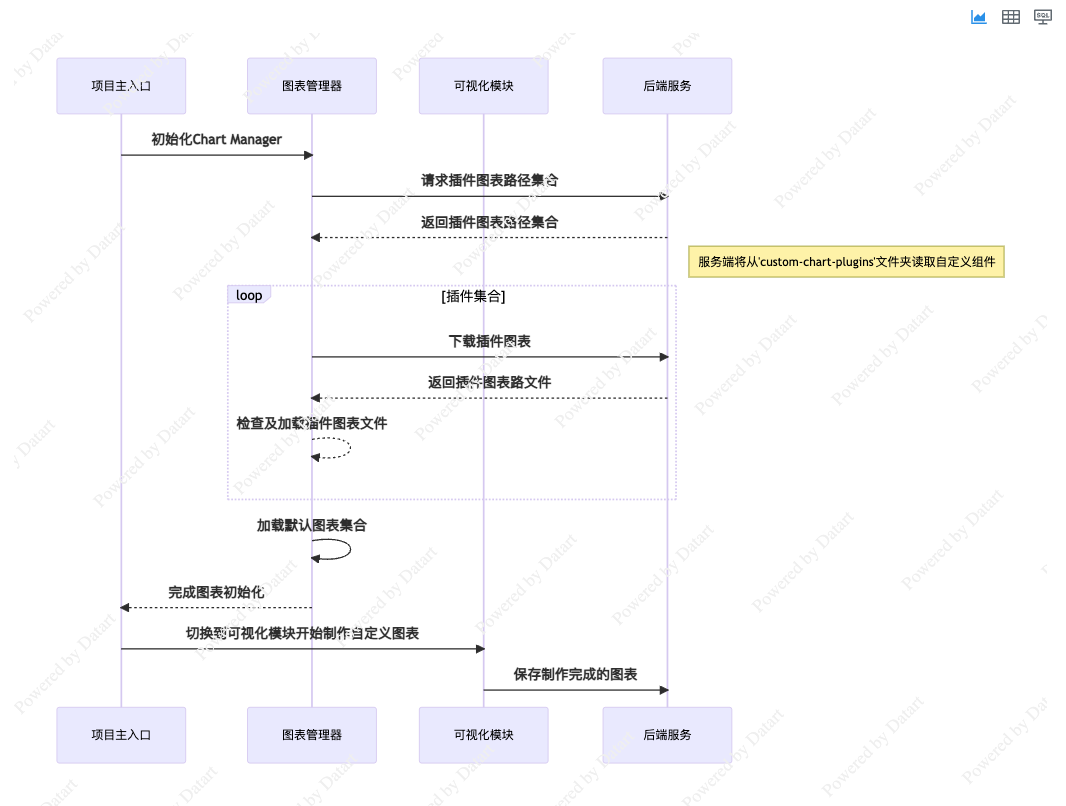 SQL
项目主入口
图表管理器
可视化模块
后端服务
初始化Chart Manager
请求插件图表路径集合
返回插件图表路径集合
服务端将从'custom-chart-plugins'文件夹读取自定义组件
loop
[插件集合]
下载插件图表
返回插件图表路文件
检查及加载插件图表文件
加载默认图表集合
完成图表初始化
切换到可视化模块开始制作自定义图表
保存制作完成的图表
项目主入口
图表管理器
可视化模块
后端服务
Powered by Datart